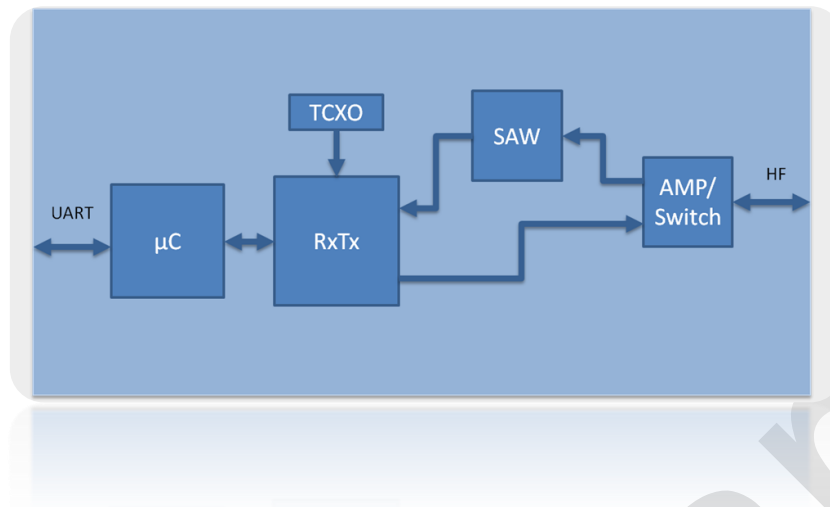 TCXO
SAW
AMP/
Switch
HF
UART
µC
RxTx